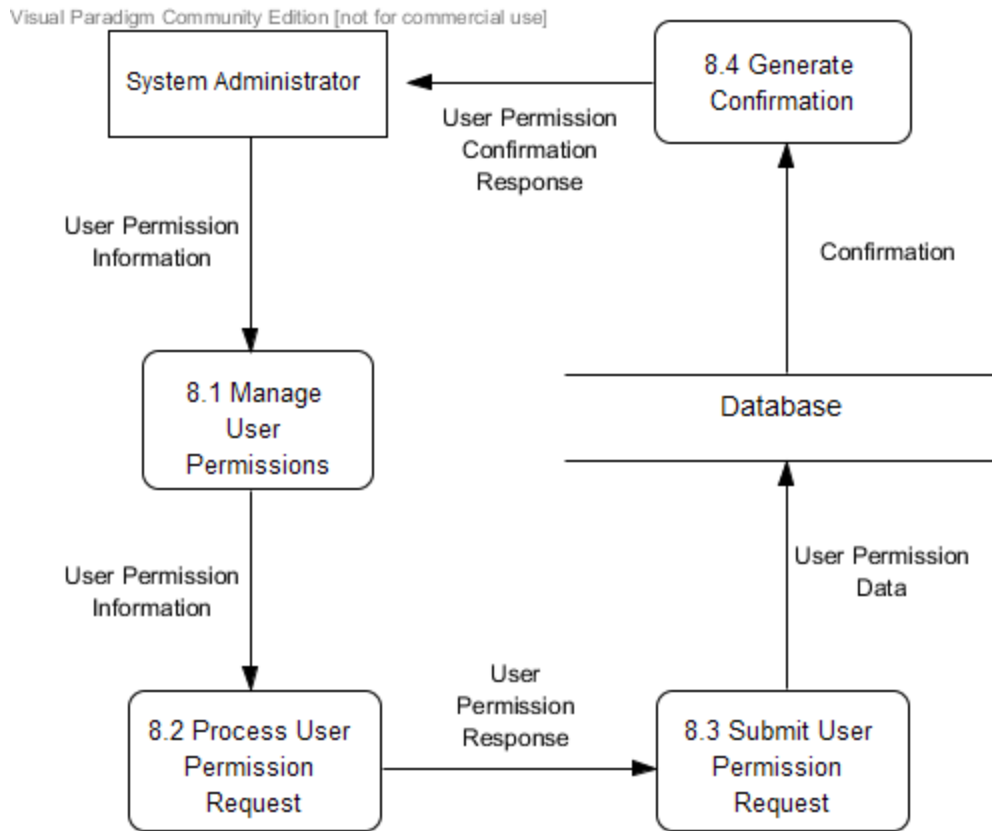 Visual Paradigm Community Edition [not for commercial use]
System Administrator
8.4 Generate
Confirmation
User Permission
Confirmation
Response
User Permission
Information
Confirmation
8.1 Manage
User
Permissions
Database
User Permission
Information
User Permission
Data
User
Permission
Response
8.2 Process User
Permission
Request
8.3 Submit User
Permission
Request